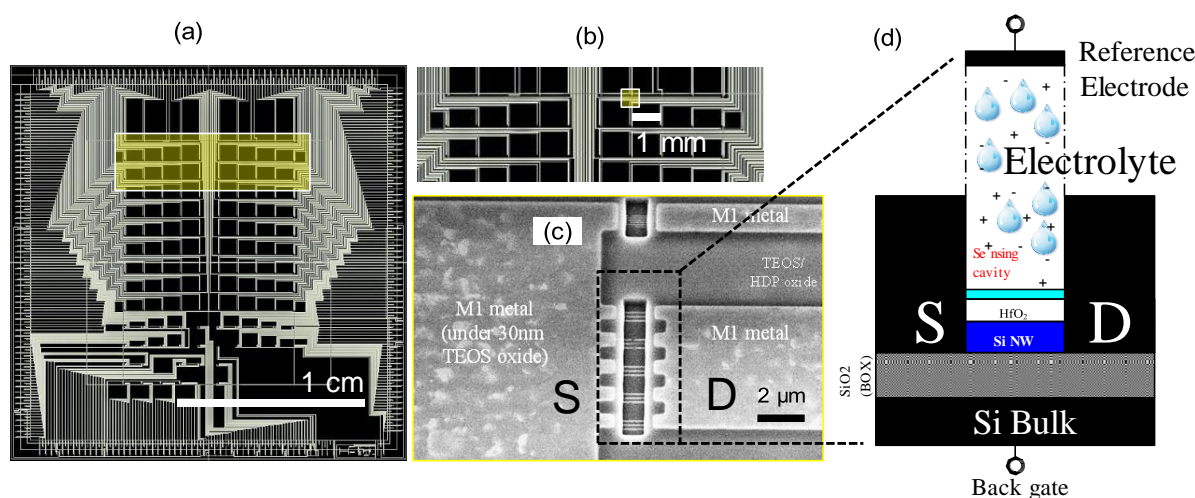 (a)
1 cm
(b)
1 mm
(c)
M1 metal
TEOS/
HDP oxide
M1 metal
(under 30nm
TEOS oxide)
M1 metal
S
D
2 µm
(d)
Reference
Electrode
Electrolyte
Sensing
cavity
HfO2
S
D
Si NW
SiO2
(BOX)
Si Bulk
Back gate